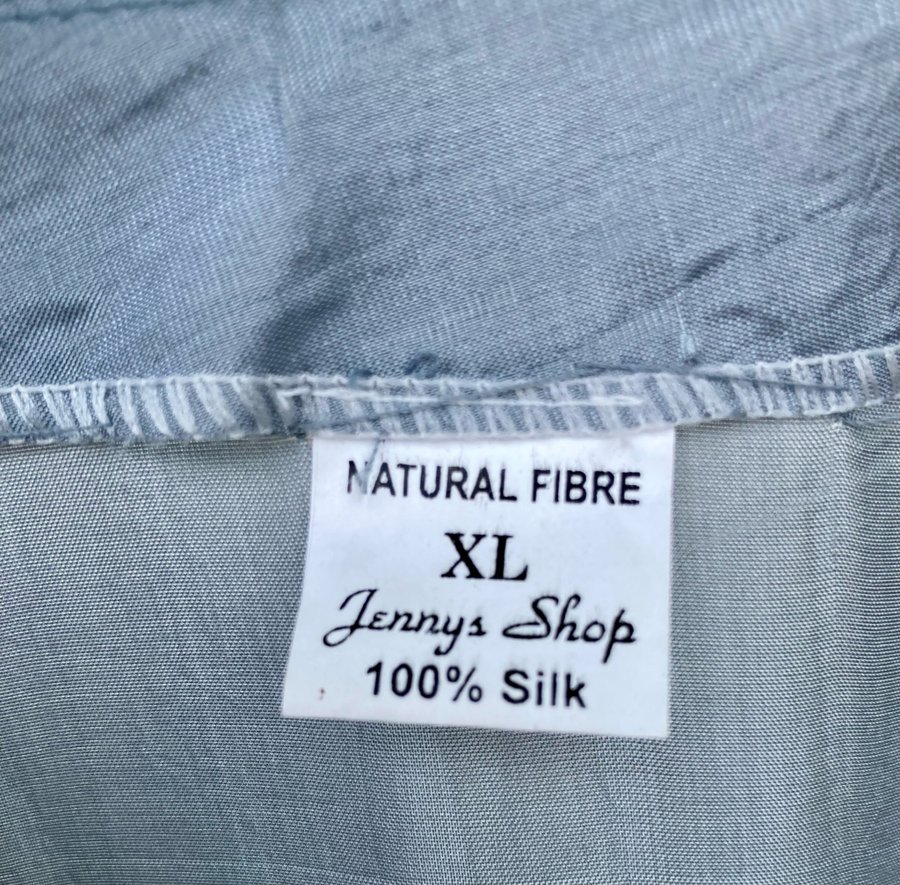 NATURAL FIBRE
XL
Jennys Shop
100% Silk